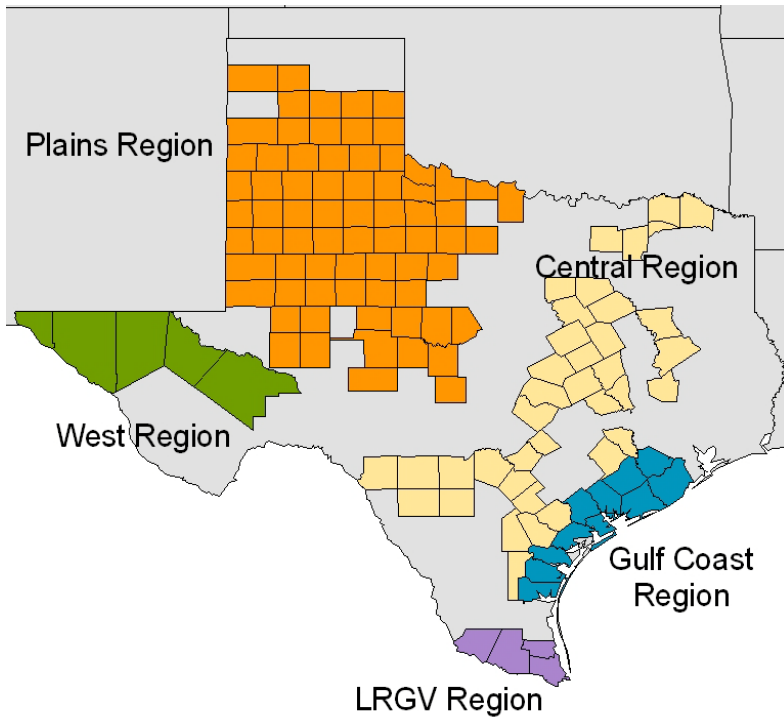 Plains Region
Central Region
West Region
Gulf Coast
Region
LRGV Region